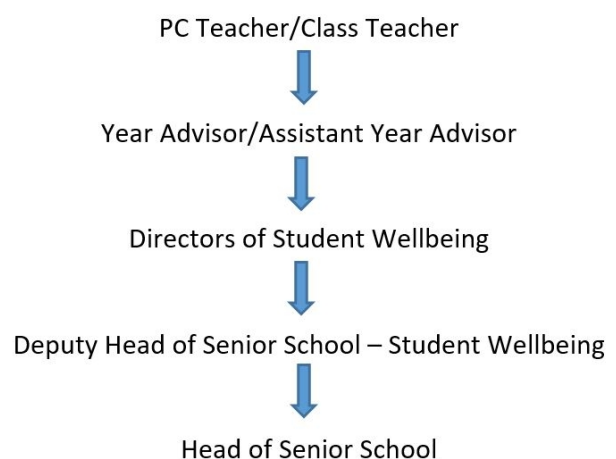 PC Teacher/Class Teacher
Year Advisor/Assistant Year Advisor
Directors of Student Wellbeing
Deputy Head of Senior School – Student Wellbeing
Head of Senior School